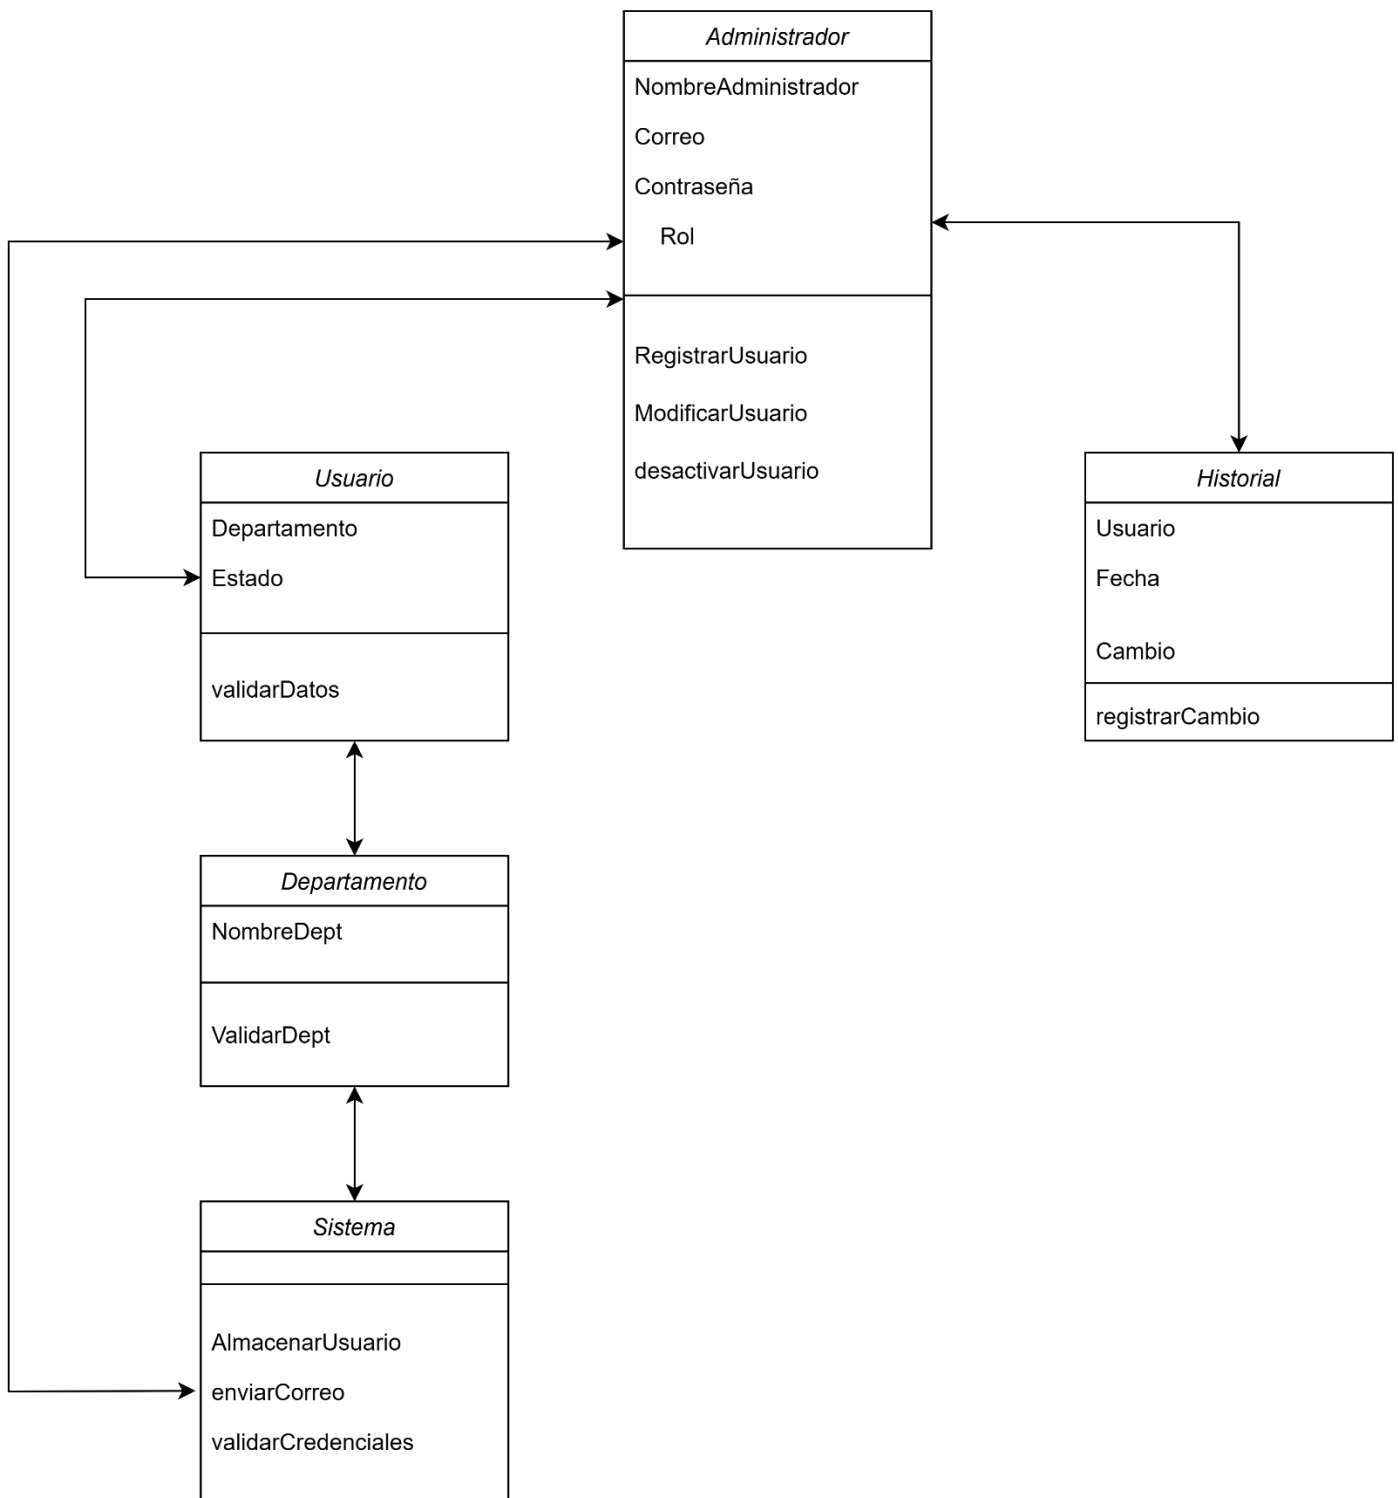 Administrador
NombreAdministrador
Correo
Contraseña
Rol
RegistrarUsuario
ModificarUsuario
desactivarUsuario
Usuario
Departamento
Estado
validarDatos
Historial
Usuario
Fecha
Cambio
registrarCambio
Departamento
NombreDept
ValidarDept
Sistema
AlmacenarUsuario
enviarCorreo
validarCredenciales